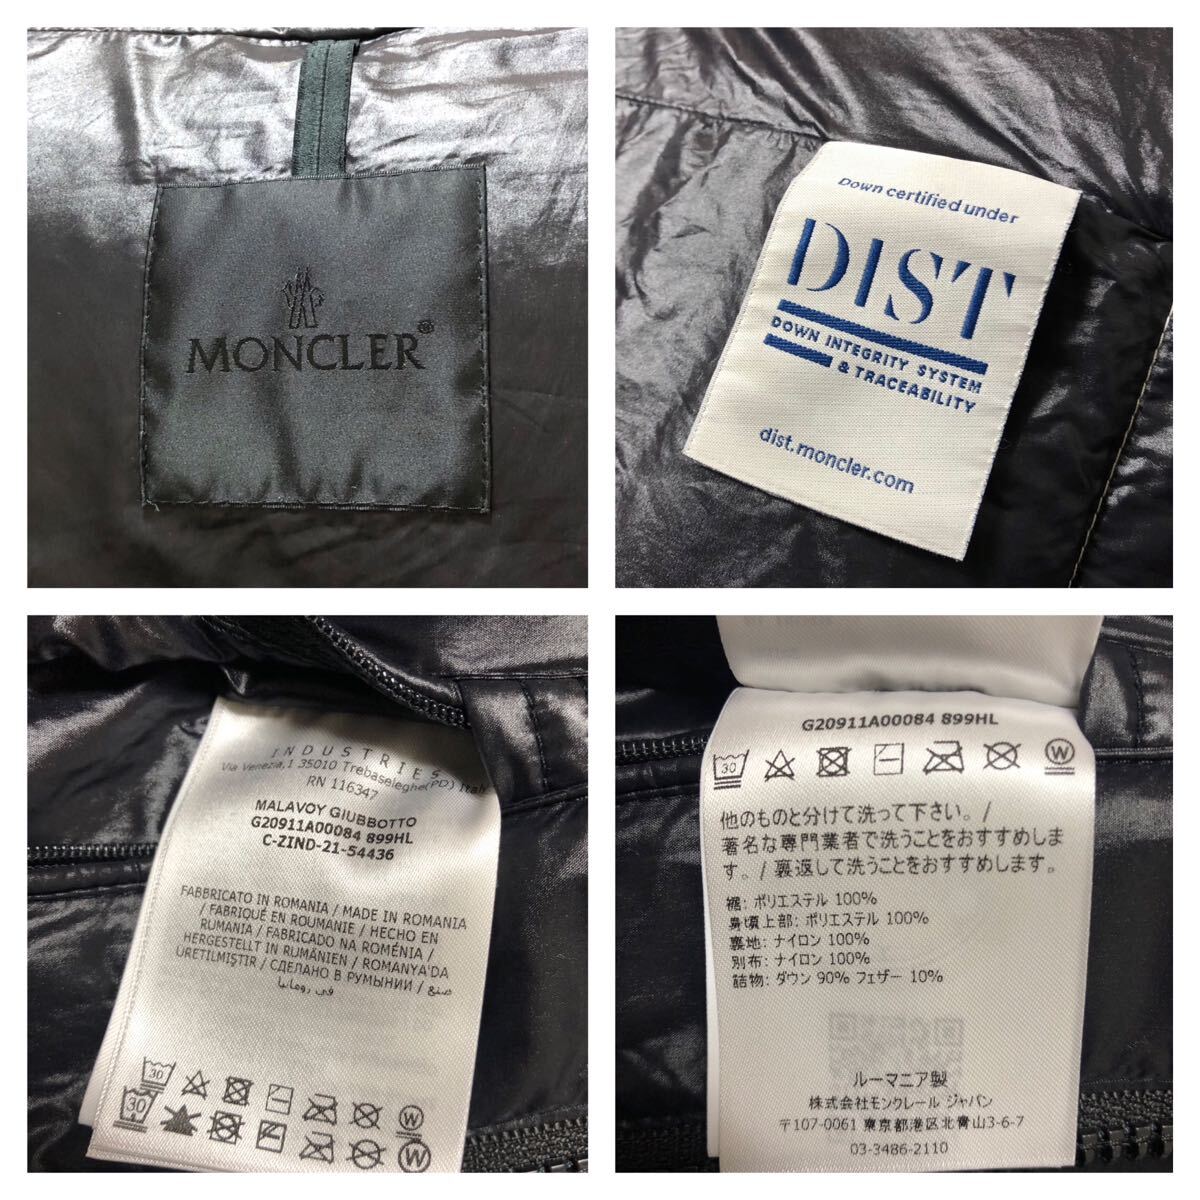 MONCLER®
Down certified under
DIST
DOWN INTEGRITY SYSTEM
& TRACEABILITY
dist.moncler.com
INDUSTRIES
Via Venezia,1 35010 Trebaseleghe(PD) Italy
RN 116347
MALAVOY GIUBBOTTO
G20911A00084 899HL
C-ZIND-21-54436
FABBRICATO IN ROMANIA / MADE IN ROMANIA
/ FABRIQUÉ EN ROUMANIE / HECHO EN
RUMANIA / FABRICADO NA ROMÉNIA /
HERGESTELLT IN RUMÄNIEN / ROMANYA'DA
ÜRETILMIŞTIR / СДЕЛАНО В РУМЫНИИ / صنع
في رومانيا
30
W
30
W
G20911A00084 899HL
30
W
他のものと分けて洗って下さい。/
著名な専門業者で洗うことをおすすめしま
す。/ 裏返して洗うことをおすすめします。
裾: ポリエステル 100%
身頃上部: ポリエステル 100%
裏地: ナイロン 100%
別布: ナイロン 100%
詰物: ダウン 90% フェザー 10%
ルーマニア製
株式会社モンクレール ジャパン
〒107-0061 東京都港区北青山3-6-7
03-3486-2110